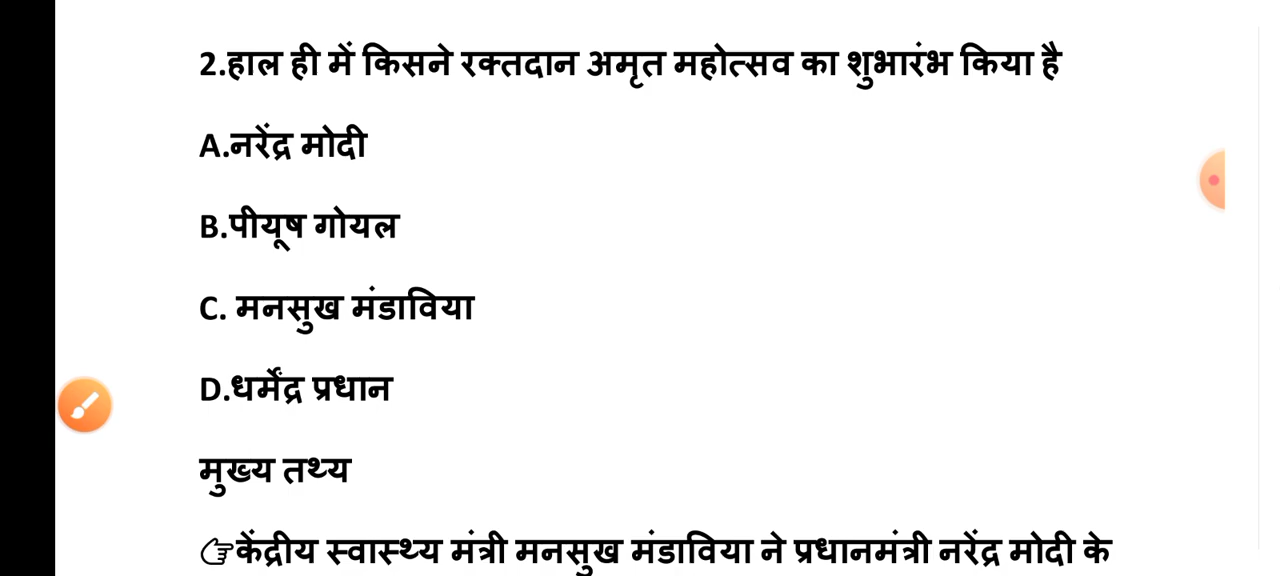 2.हाल ही में किसने रक्तदान अमृत महोत्सव का शुभारंभ किया है
A.नरेंद्र मोदी
B.पीयूष गोयल
C. मनसुख मंडाविया
D.धर्मेंद्र प्रधान
मुख्य तथ्य
👉केंद्रीय स्वास्थ्य मंत्री मनसुख मंडाविया ने प्रधानमंत्री नरेंद्र मोदी के